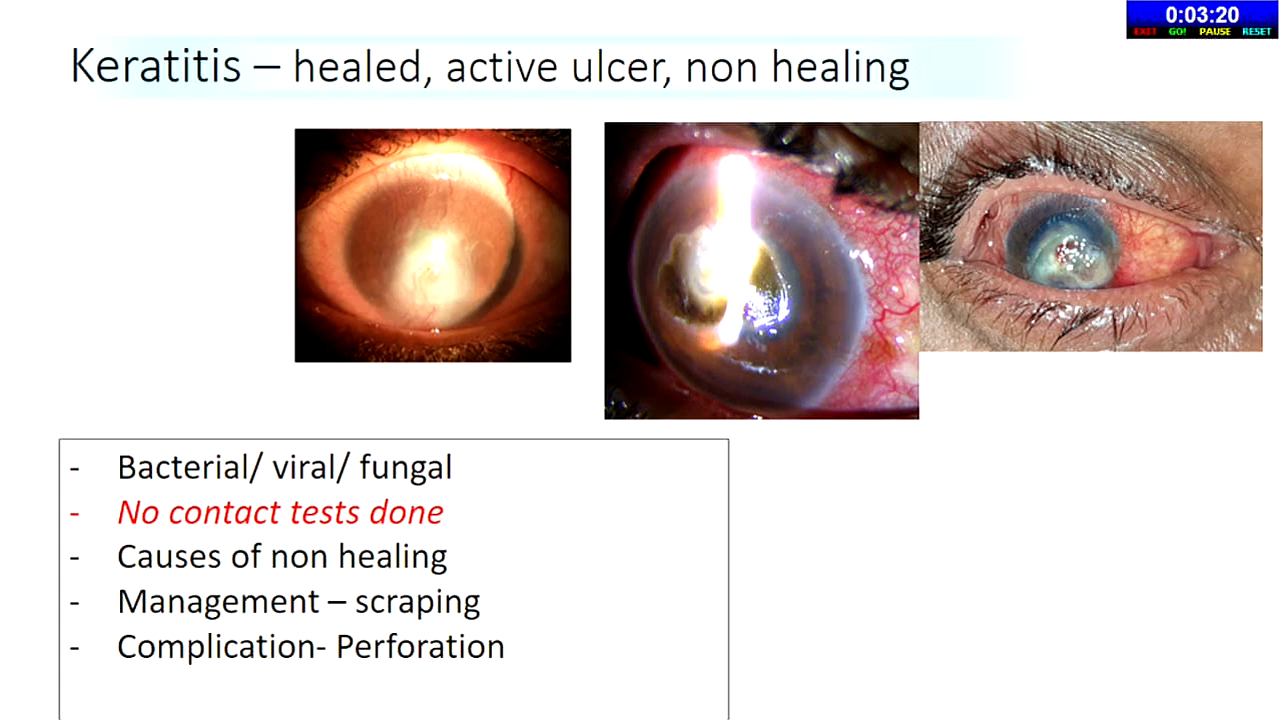 0:03:20
EXIT GO! PAUSE RESET
Keratitis – healed, active ulcer, non healing
- Bacterial/ viral/ fungal
- No contact tests done
- Causes of non healing
- Management – scraping
- Complication- Perforation